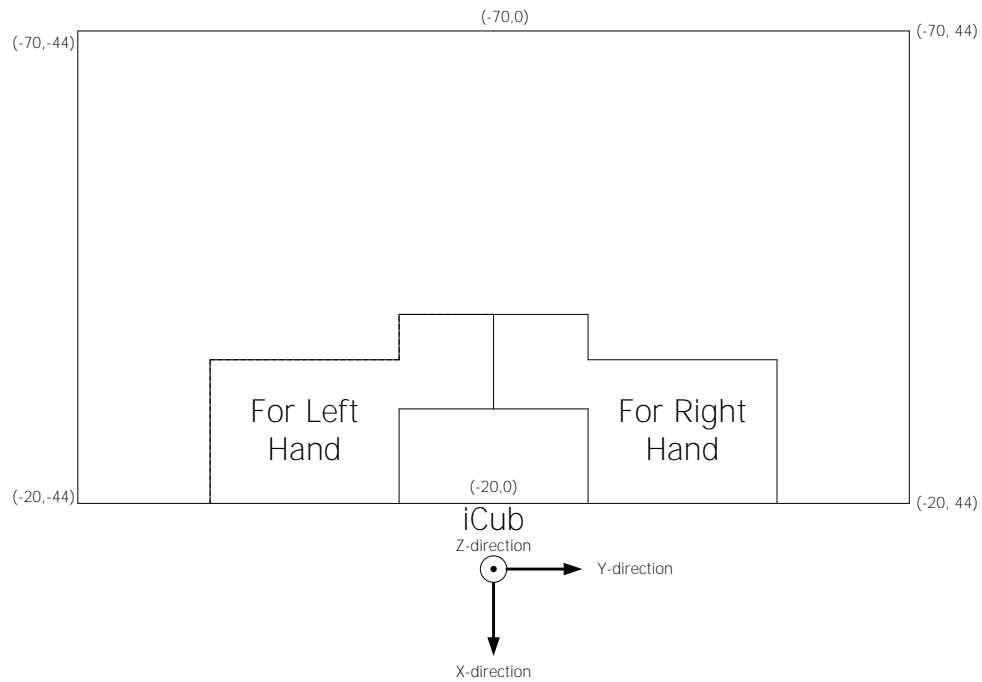 (-70,0)
(-70,-44)
(-70, 44)
For Left
Hand
For Right
Hand
(-20,0)
(-20,-44)
(-20, 44)
iCub
Z-direction
Y-direction
X-direction